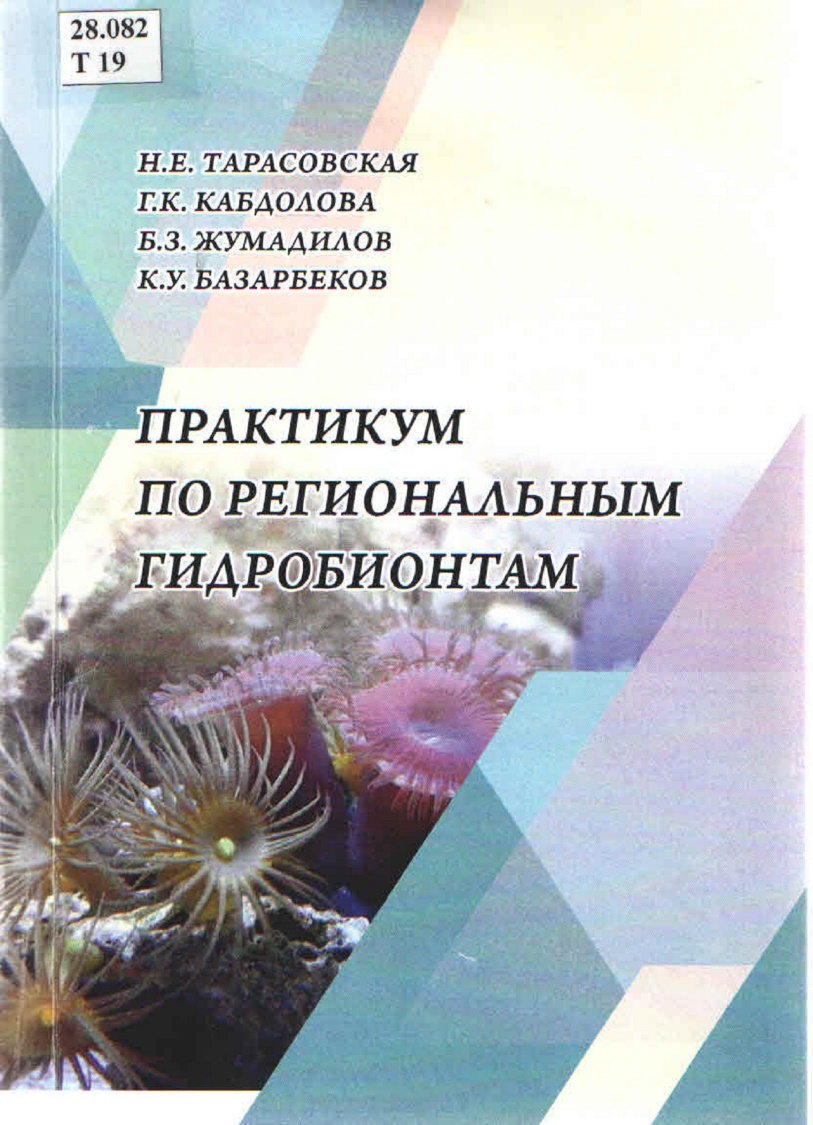 28.082
Т 19
Н.Е. ТАРАСОВСКАЯ
Г.К. КАБДОЛОВА
Б.З. ЖУМАДИЛОВ
К.У. БАЗАРБЕКОВ
ПРАКТИКУМ
ПО РЕГИОНАЛЬНЫМ
ГИДРОБИОНТАМ